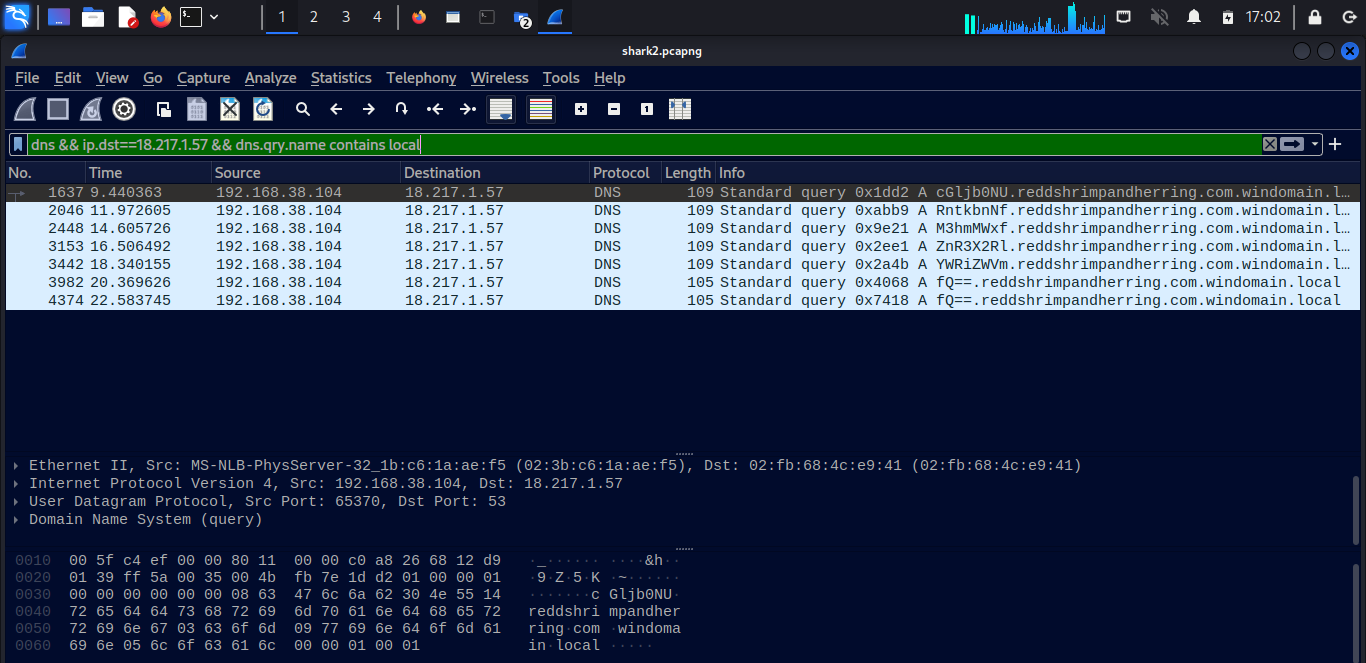 1 2 3 4 2 17:02
shark2.pcapng
File Edit View Go Capture Analyze Statistics Telephony Wireless Tools Help
dns && ip.dst==18.217.1.57 && dns.qry.name contains local
No. Time Source Destination Protocol Length Info
1637 9.440363 192.168.38.104 18.217.1.57 DNS 109 Standard query 0x1dd2 A cGljb0NU.reddshrimpandherring.com.windomain.l…
2046 11.972605 192.168.38.104 18.217.1.57 DNS 109 Standard query 0xabb9 A RntkbnNf.reddshrimpandherring.com.windomain.l…
2448 14.605726 192.168.38.104 18.217.1.57 DNS 109 Standard query 0x9e21 A M3hmMWxf.reddshrimpandherring.com.windomain.l…
3153 16.506492 192.168.38.104 18.217.1.57 DNS 109 Standard query 0x2ee1 A ZnR3X2Rl.reddshrimpandherring.com.windomain.l…
3442 18.340155 192.168.38.104 18.217.1.57 DNS 109 Standard query 0x2a4b A YWRiZWVm.reddshrimpandherring.com.windomain.l…
3982 20.369626 192.168.38.104 18.217.1.57 DNS 105 Standard query 0x4068 A fQ==.reddshrimpandherring.com.windomain.local
4374 22.583745 192.168.38.104 18.217.1.57 DNS 105 Standard query 0x7418 A fQ==.reddshrimpandherring.com.windomain.local
Ethernet II, Src: MS-NLB-PhysServer-32_1b:c6:1a:ae:f5 (02:3b:c6:1a:ae:f5), Dst: 02:fb:68:4c:e9:41 (02:fb:68:4c:e9:41)
Internet Protocol Version 4, Src: 192.168.38.104, Dst: 18.217.1.57
User Datagram Protocol, Src Port: 65370, Dst Port: 53
Domain Name System (query)
0010 00 5f c4 ef 00 00 80 11 00 00 c0 a8 26 68 12 d9 ·_······ ····&h··
0020 01 39 ff 5a 00 35 00 4b fb 7e 1d d2 01 00 00 01 ·9·Z·5·K ·~······
0030 00 00 00 00 00 00 08 63 47 6c 6a 62 30 4e 55 14 ·······c Gljb0NU·
0040 72 65 64 64 73 68 72 69 6d 70 61 6e 64 68 65 72 reddshri mpandher
0050 72 69 6e 67 03 63 6f 6d 09 77 69 6e 64 6f 6d 61 ring·com ·windoma
0060 69 6e 05 6c 6f 63 61 6c 00 00 01 00 01 in·local ·····